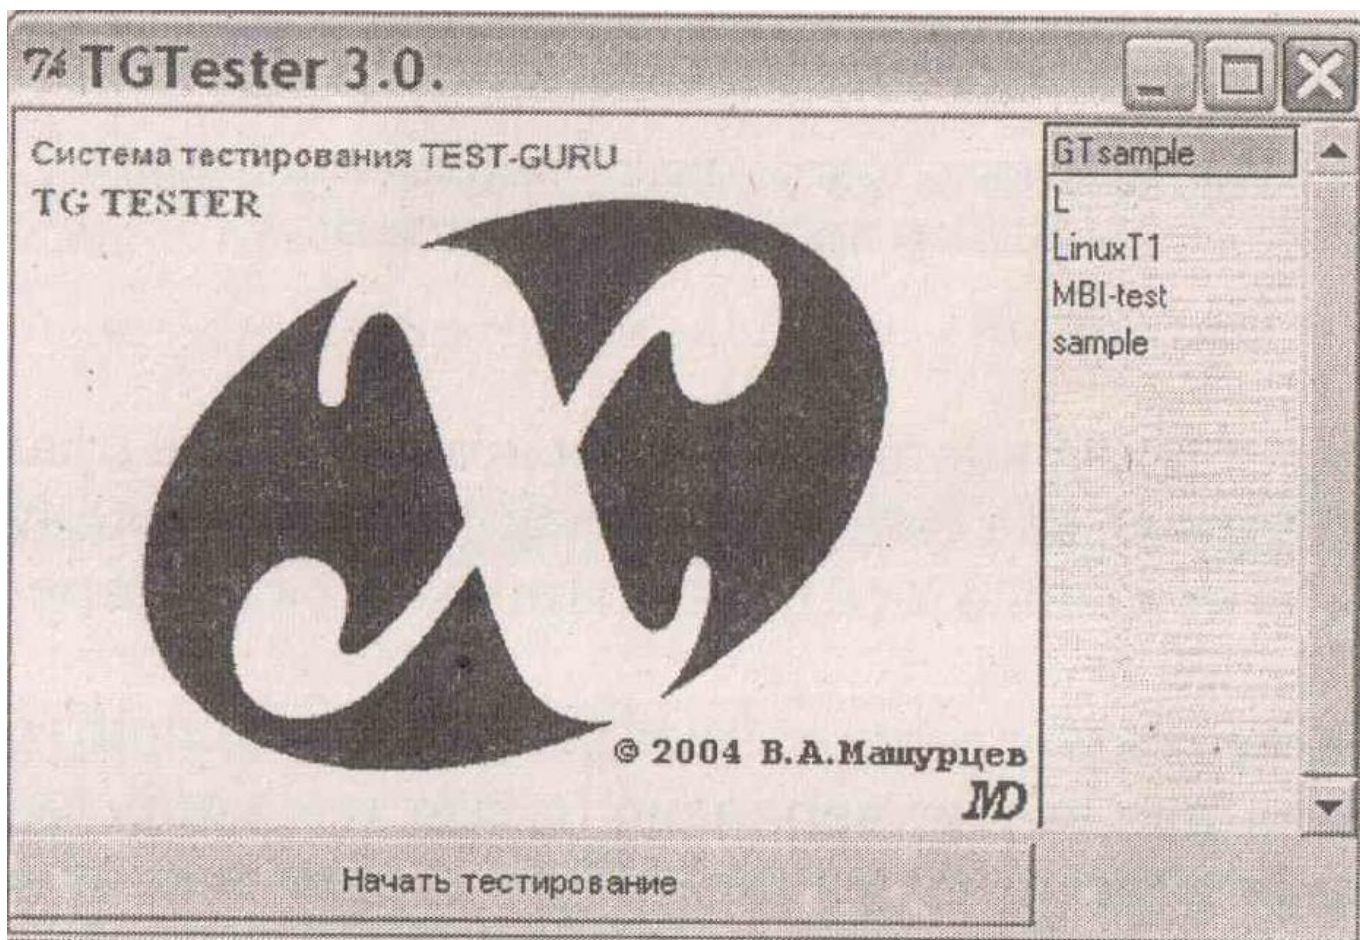 TGTester 3.0.
Система тестирования TEST-GURU
TG TESTER
© 2004 В.А.Машурцев
MD
GTsample
L
LinuxT1
MBI-test
sample
Начать тестирование